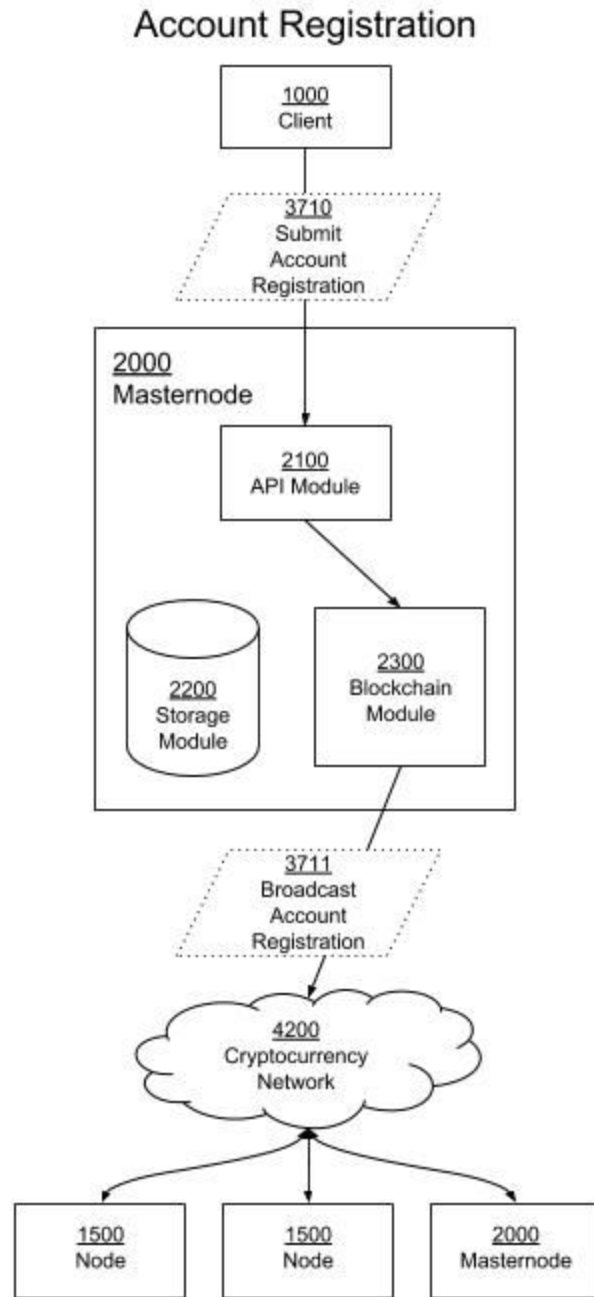 Account Registration
1000
Client
3710
Submit
Account
Registration
2000
Masternode
2100
API Module
2200
Storage
Module
2300
Blockchain
Module
3711
Broadcast
Account
Registration
4200
Cryptocurrency
Network
1500
Node
1500
Node
2000
Masternode